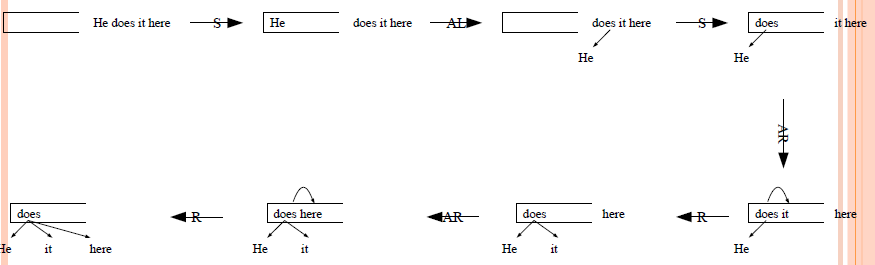 He does it here S He does it here AL does it here S does it here
He He
AR
does R does here AR does here R does it here
He it here He it He it He